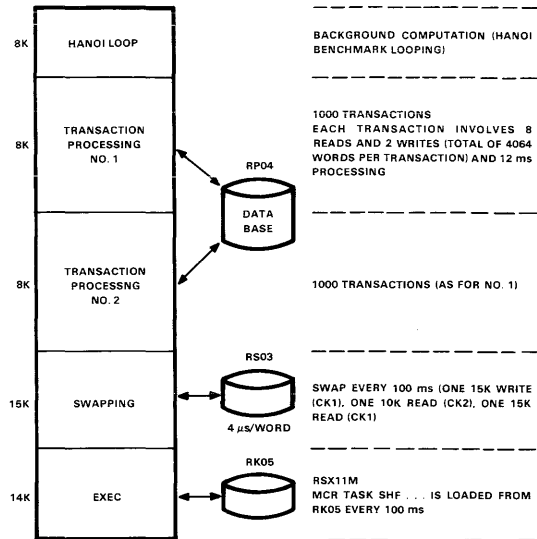 8K
HANOI LOOP
BACKGROUND COMPUTATION (HANOI
BENCHMARK LOOPING)
8K
TRANSACTION
PROCESSING
NO. 1
RP04
DATA
BASE
1000 TRANSACTIONS
EACH TRANSACTION INVOLVES 8
READS AND 2 WRITES (TOTAL OF 4064
WORDS PER TRANSACTION) AND 12 ms
PROCESSING
8K
TRANSACTION
PROCESSNG
NO. 2
1000 TRANSACTIONS (AS FOR NO. 1)
15K
SWAPPING
RS03
4 μs/WORD
SWAP EVERY 100 ms (ONE 15K WRITE
(CK1), ONE 10K READ (CK2), ONE 15K
READ (CK1)
14K
EXEC
RK05
RSX11M
MCR TASK SHF . . . IS LOADED FROM
RK05 EVERY 100 ms